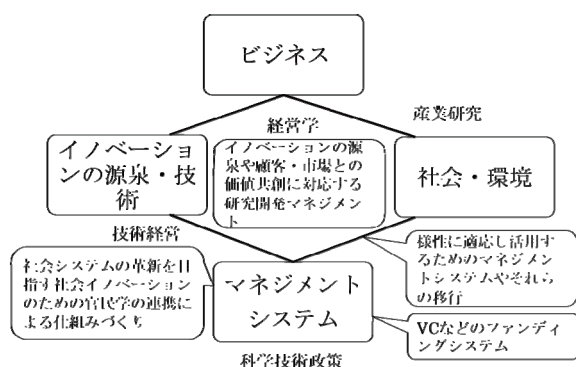 ビジネス
産業研究
経営学
イノベーショ
ンの源泉・技
術
イノベーションの源
泉や顧客・市場との
価値共創に対応する
研究開発マネジメン
ト
社会・環境
技術経営
様性に適応し活用す
るためのマネジメン
トシステムやそれら
の移行
社会システムの革新を目
指す社会イノベーション
のための官民学の連携に
よる仕組みづくり
マネジメント
システム
VCなどのファンディ
ングシステム
科学技術政策